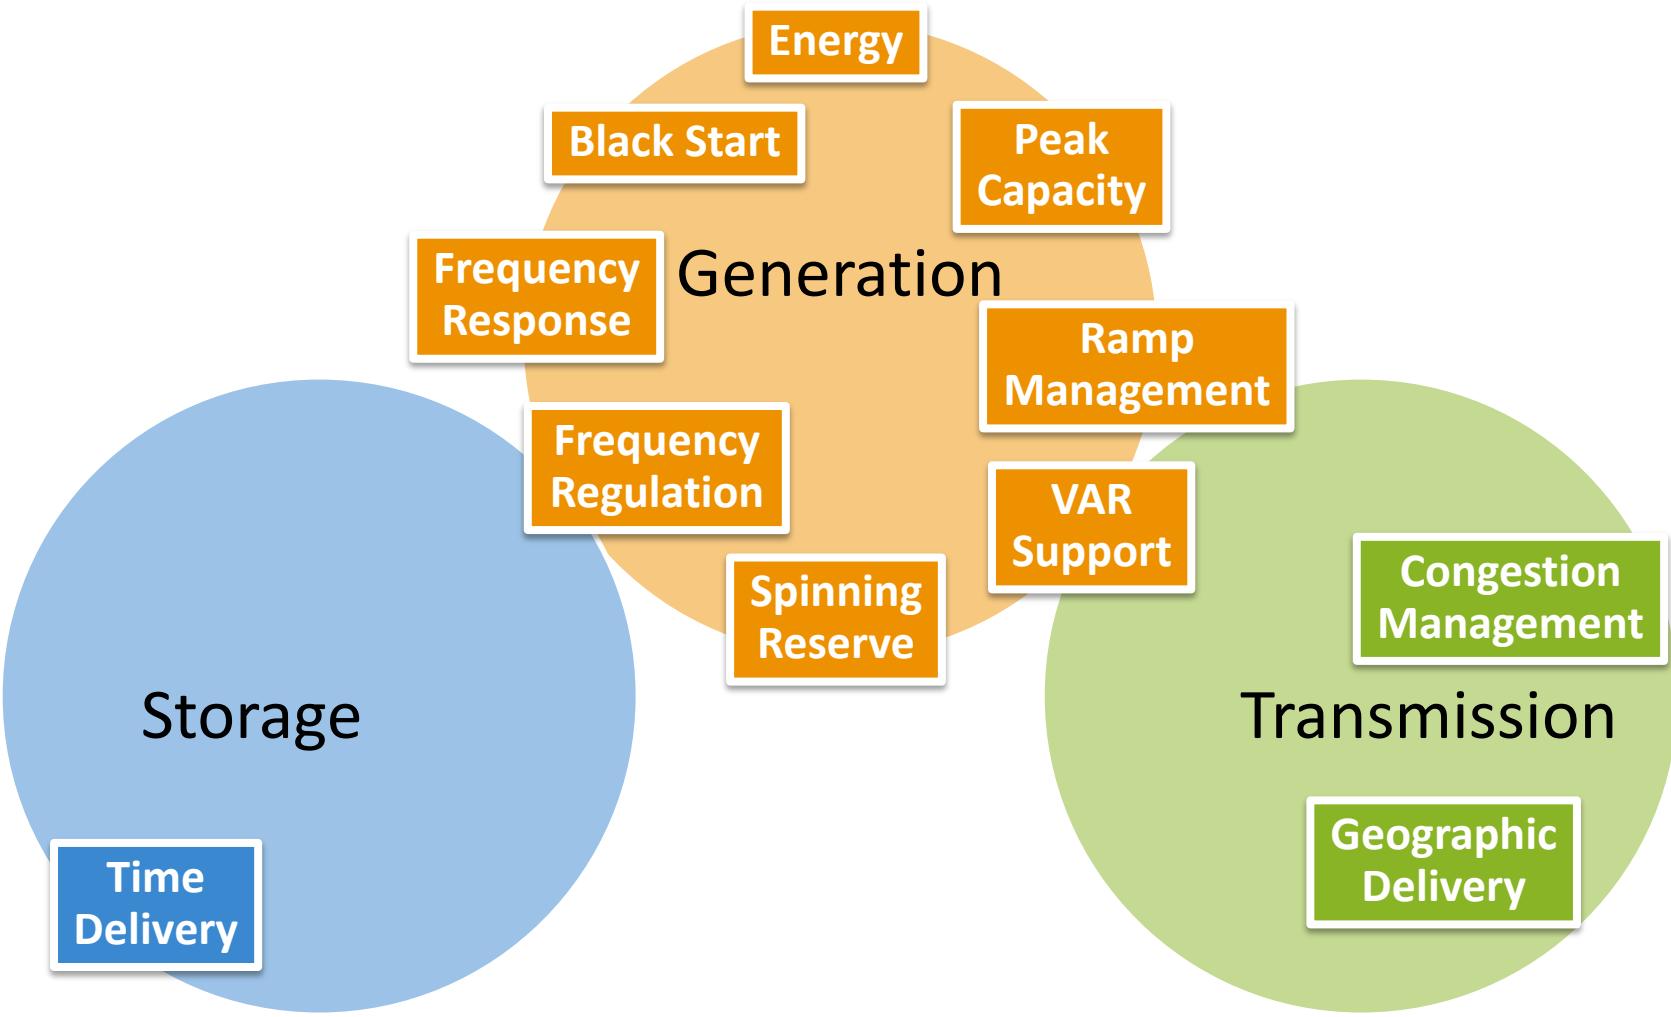 Energy
Black Start
Peak
Capacity
Frequency
Response
Generation
Ramp
Management
Frequency
Regulation
VAR
Support
Spinning
Reserve
Congestion
Management
Storage
Transmission
Geographic
Delivery
Time
Delivery